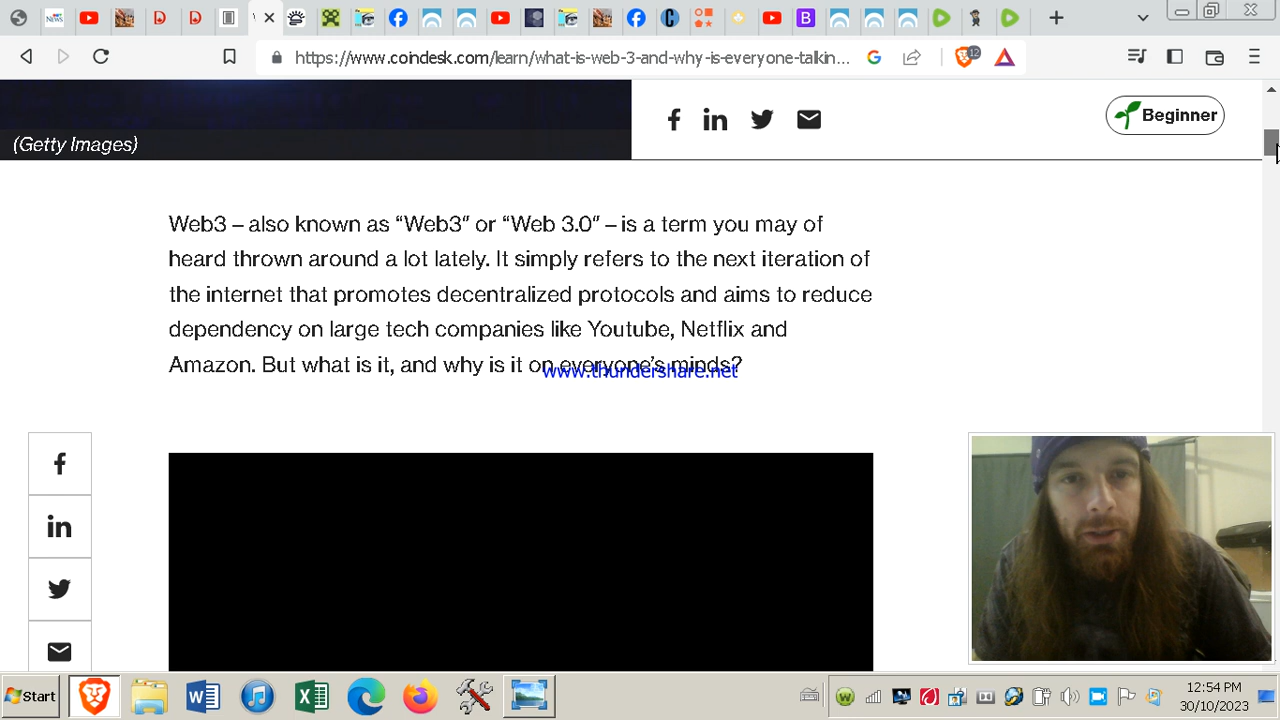 https://www.coindesk.com/learn/what-is-web-3-and-why-is-everyone-talkin...
12
(Getty Images)
Beginner
Web3 – also known as “Web3” or “Web 3.0” – is a term you may of
heard thrown around a lot lately. It simply refers to the next iteration of
the internet that promotes decentralized protocols and aims to reduce
dependency on large tech companies like Youtube, Netflix and
Amazon. But what is it, and why is it on everyone’s minds?
www.thundershare.net
Start
12:54 PM
30/10/2023